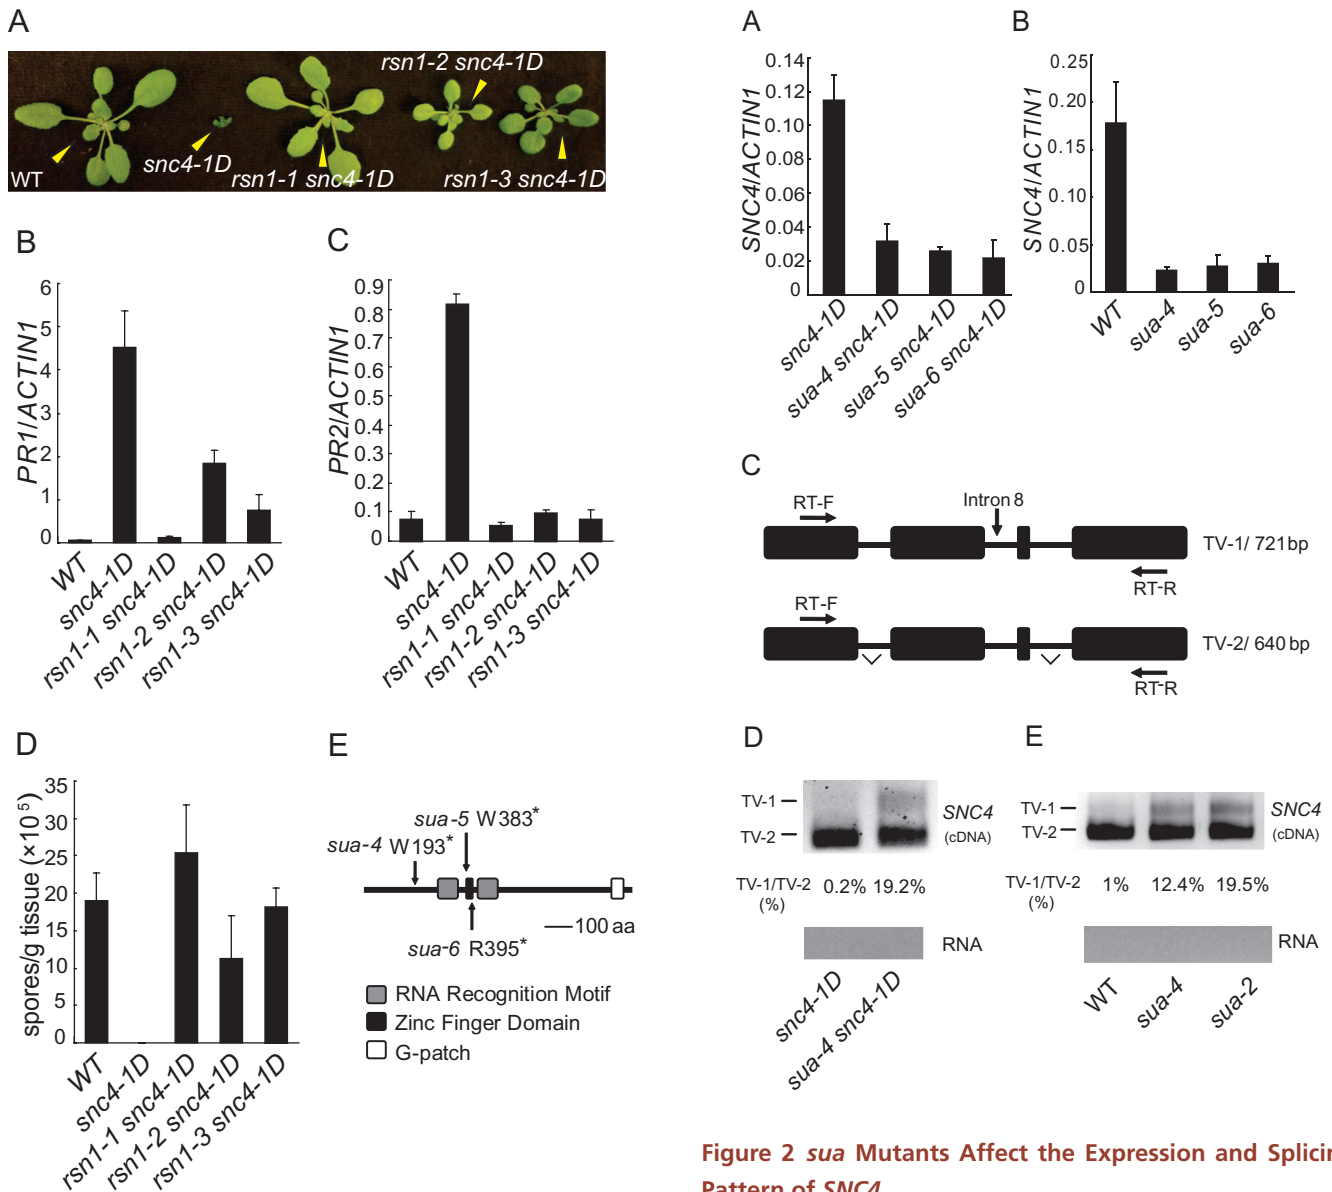 A
rsn1-2 snc4-1D
snc4-1D
WT
rsn1-1 snc4-1D
rsn1-3 snc4-1D
B
PR1/ACTIN1
6
5
4
3
2
1
0
WT
snc4-1D
rsn1-1 snc4-1D
rsn1-2 snc4-1D
rsn1-3 snc4-1D
C
PR2/ACTIN1
0.9
0.8
0.7
0.6
0.5
0.4
0.3
0.2
0.1
0
WT
snc4-1D
rsn1-1 snc4-1D
rsn1-2 snc4-1D
rsn1-3 snc4-1D
D
spores/g tissue (×10⁵)
35
30
25
20
15
10
5
0
WT
snc4-1D
rsn1-1 snc4-1D
rsn1-2 snc4-1D
rsn1-3 snc4-1D
E
sua-5 W383*
sua-4 W193*
100 aa
sua-6 R395*
RNA Recognition Motif
Zinc Finger Domain
G-patch
A
SNC4/ACTIN1
0.14
0.12
0.10
0.08
0.06
0.04
0.02
0
snc4-1D
sua-4 snc4-1D
sua-5 snc4-1D
sua-6 snc4-1D
B
SNC4/ACTIN1
0.25
0.20
0.15
0.10
0.05
0
WT
sua-4
sua-5
sua-6
C
RT-F
Intron 8
TV-1/ 721 bp
RT-R
RT-F
TV-2/ 640 bp
RT-R
D
TV-1
TV-2
SNC4
(cDNA)
TV-1/TV-2 0.2% 19.2%
(%)
RNA
snc4-1D
sua-4 snc4-1D
E
TV-1
TV-2
SNC4
(cDNA)
TV-1/TV-2 1% 12.4% 19.5%
(%)
RNA
WT
sua-4
sua-2
Figure 2 sua Mutants Affect the Expression and Splicin
Pattern of SNC4